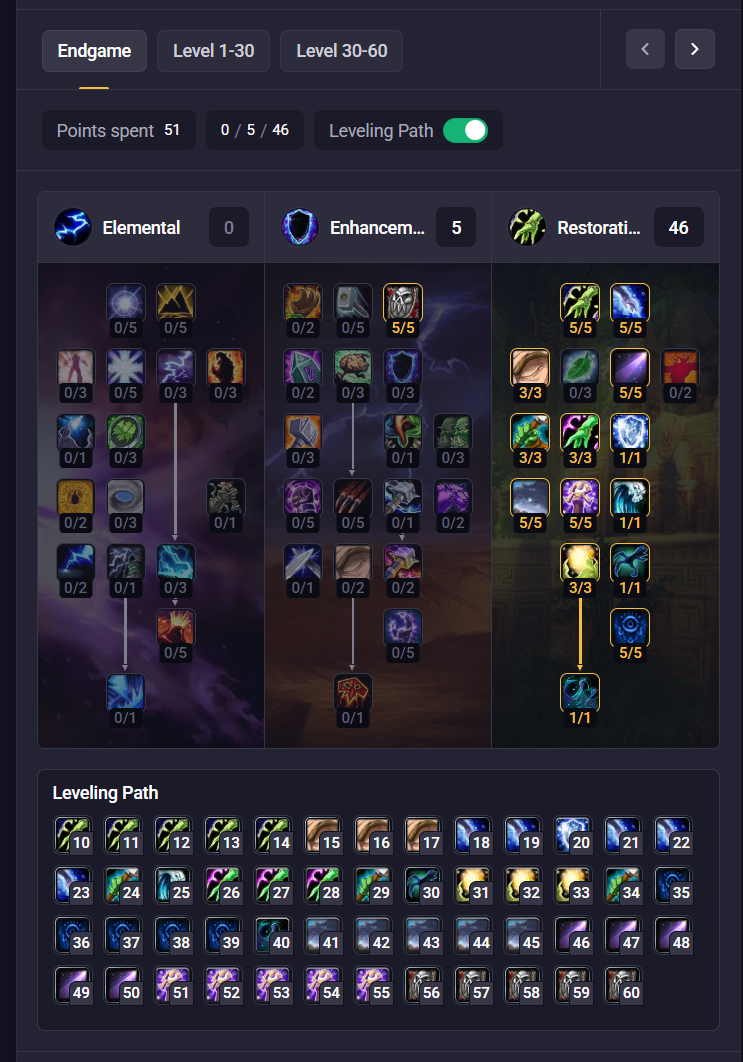 Endgame Level 1-30 Level 30-60
Points spent 51 0 / 5 / 46 Leveling Path
Elemental 0 Enhancem... 5 Restorati... 46
0/5 0/5 0/2 0/5 5/5 5/5 5/5
0/3 0/5 0/3 0/3 0/2 0/3 0/3 3/3 0/3 5/5 0/2
0/1 0/3 0/3 0/1 0/3 3/3 3/3 1/1
0/2 0/3 0/1 0/5 0/5 0/1 0/2 5/5 5/5 1/1
0/2 0/1 0/3 0/1 0/2 0/2 3/3 1/1
0/5 0/5 5/5
0/1 0/1 1/1
Leveling Path
10 11 12 13 14 15 16 17 18 19 20 21 22
23 24 25 26 27 28 29 30 31 32 33 34 35
36 37 38 39 40 41 42 43 44 45 46 47 48
49 50 51 52 53 54 55 56 57 58 59 60